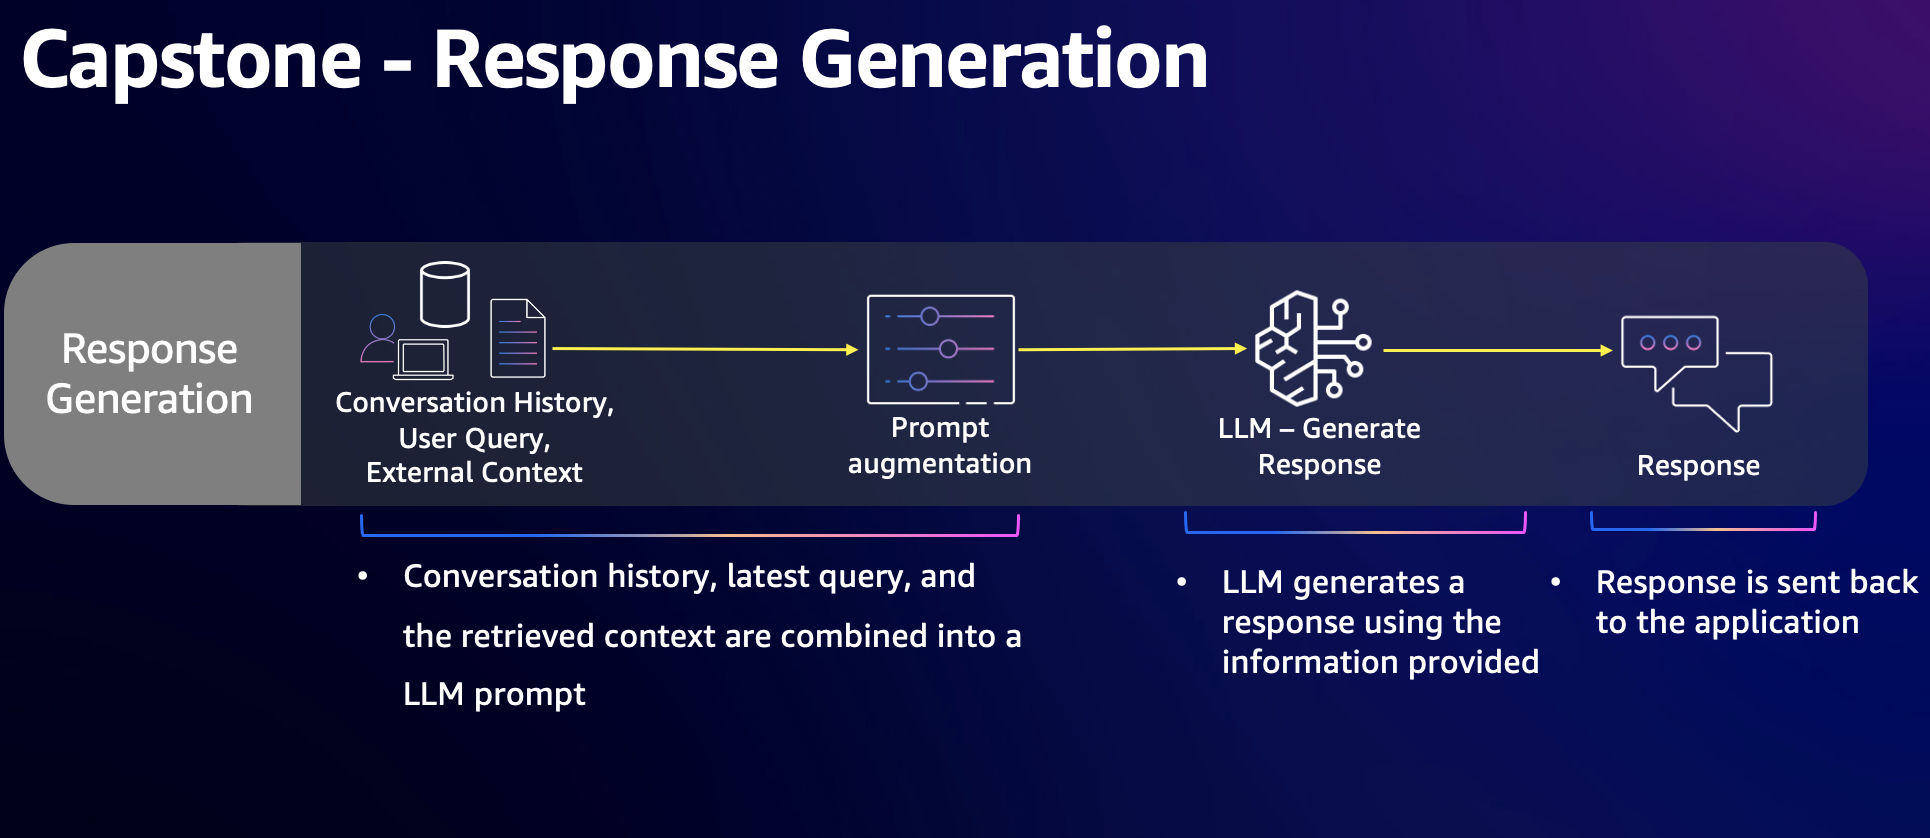 Capstone - Response Generation
Response
Generation
Conversation History,
User Query,
External Context
Prompt
augmentation
LLM – Generate
Response
Response
• Conversation history, latest query, and
the retrieved context are combined into a
LLM prompt
• LLM generates a
response using the
information provided
• Response is sent back
to the application